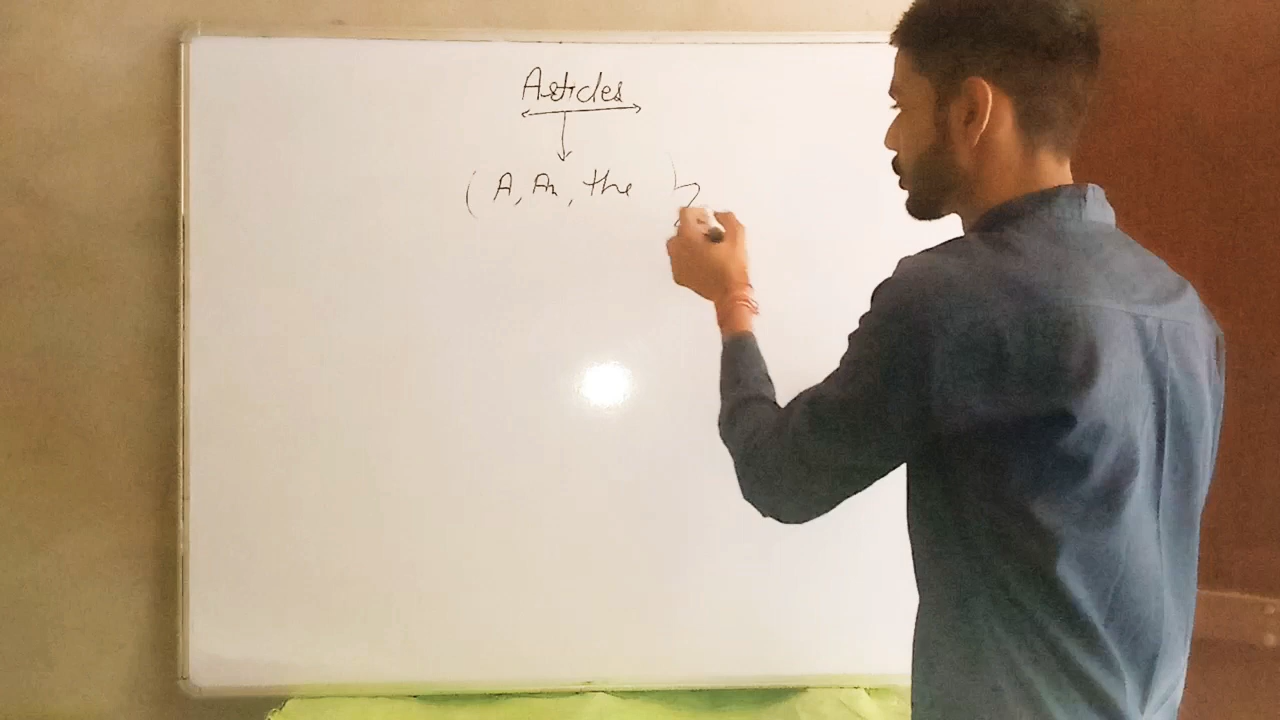 Articles
(A, An, the)